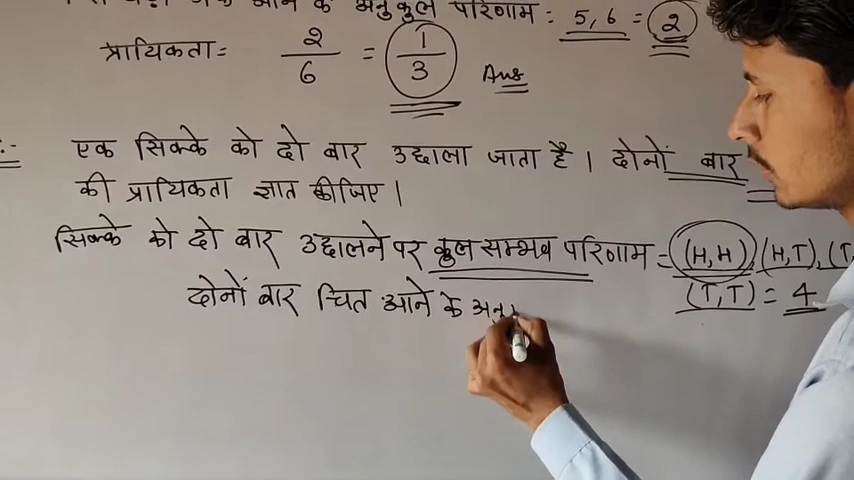 अनुकूल परिणाम = 5, 6 = 2
प्रायिकता = 2/6 = 1/3 Ans
:- एक सिक्के को दो बार उछाला जाता है। दोनों बार
की प्रायिकता ज्ञात कीजिए।
सिक्के को दो बार उछालने पर कुल सम्भव परिणाम = (H,H),(H,T),(T,
(T,T) = 4
दोनों बार चित आने के अनु